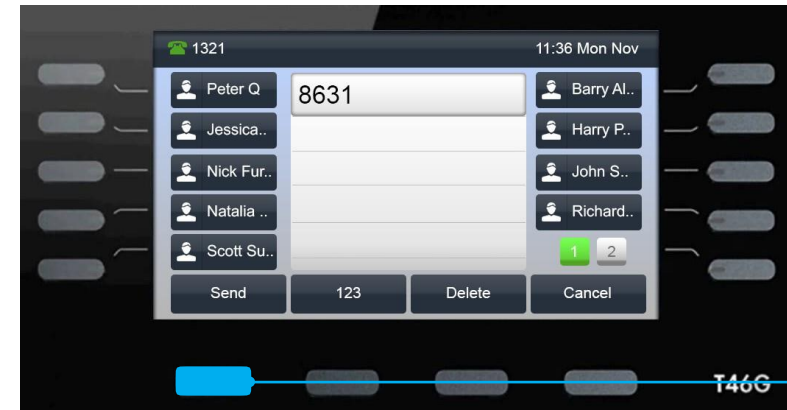 1321
11:36 Mon Nov
Peter Q
8631
Barry Al..
Jessica..
Harry P..
Nick Fur..
John S..
Natalia ..
Richard..
Scott Su..
1 2
Send
123
Delete
Cancel
T46G